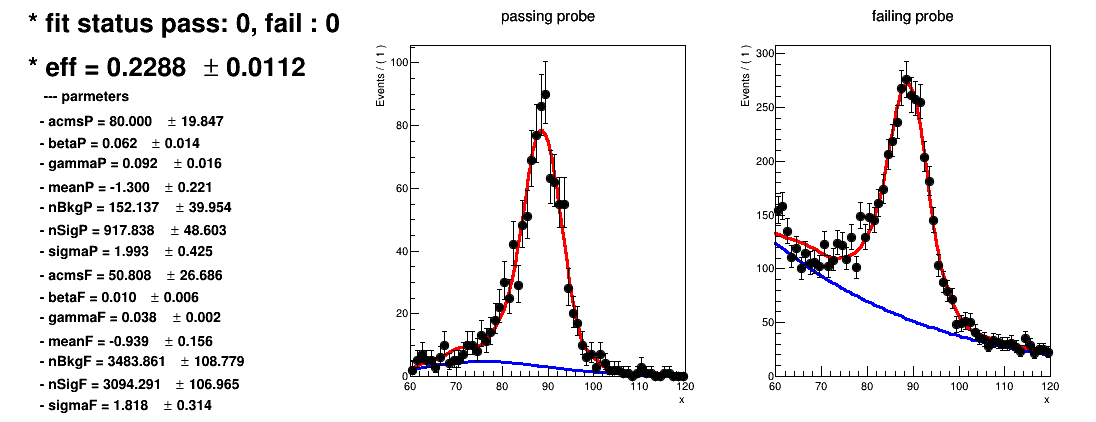 * fit status pass: 0, fail : 0
* eff = 0.2288 ± 0.0112
--- parmeters
- acmsP = 80.000 ± 19.847
- betaP = 0.062 ± 0.014
- gammaP = 0.092 ± 0.016
- meanP = -1.300 ± 0.221
- nBkgP = 152.137 ± 39.954
- nSigP = 917.838 ± 48.603
- sigmaP = 1.993 ± 0.425
- acmsF = 50.808 ± 26.686
- betaF = 0.010 ± 0.006
- gammaF = 0.038 ± 0.002
- meanF = -0.939 ± 0.156
- nBkgF = 3483.861 ± 108.779
- nSigF = 3094.291 ± 106.965
- sigmaF = 1.818 ± 0.314
passing probe
Events / ( 1 )
100
80
60
40
20
0
60 70 80 90 100 110 120
x
failing probe
Events / ( 1 )
300
250
200
150
100
50
0
60 70 80 90 100 110 120
x